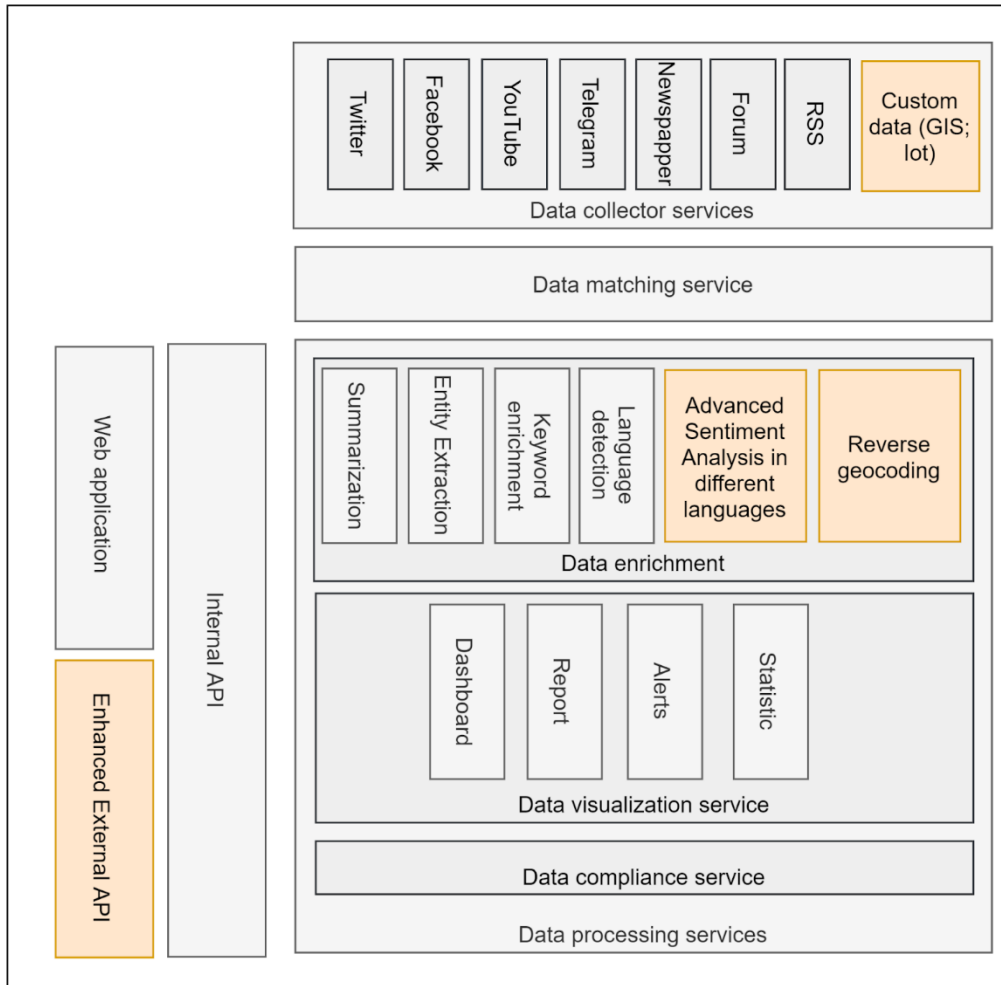 Twitter
Facebook
YouTube
Telegram
Newspapper
Forum
RSS
Custom
data (GIS;
Iot)
Data collector services
Data matching service
Web application
Enhanced External API
Internal API
Summarization
Entity Extraction
Keyword
enrichment
Language
detection
Advanced
Sentiment
Analysis in
different
languages
Reverse
geocoding
Data enrichment
Dashboard
Report
Alerts
Statistic
Data visualization service
Data compliance service
Data processing services